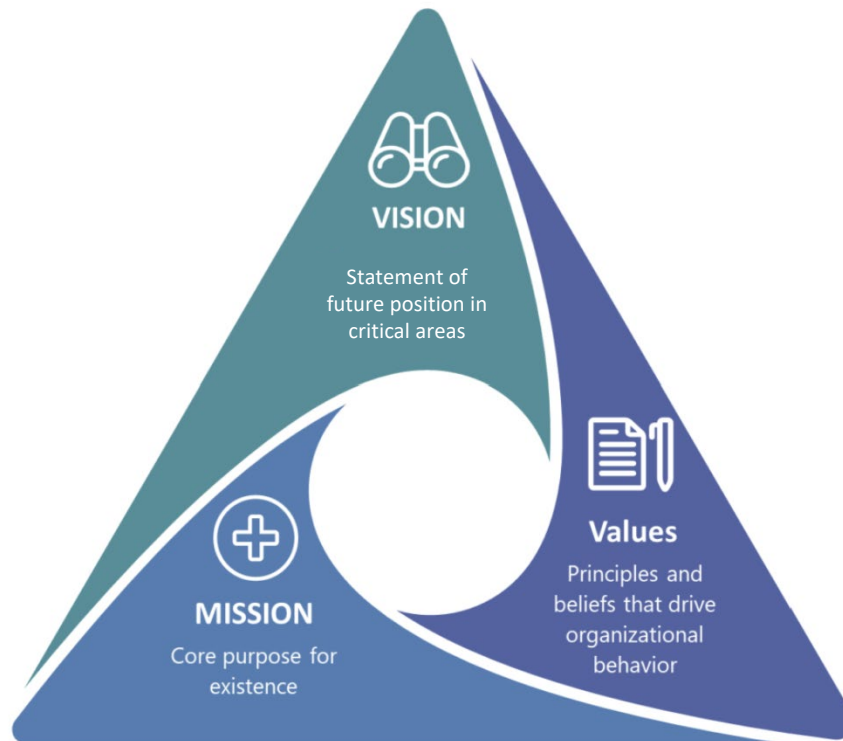 VISION
Statement of
future position in
critical areas
Values
Principles and
beliefs that drive
organizational
behavior
MISSION
Core purpose for
existence